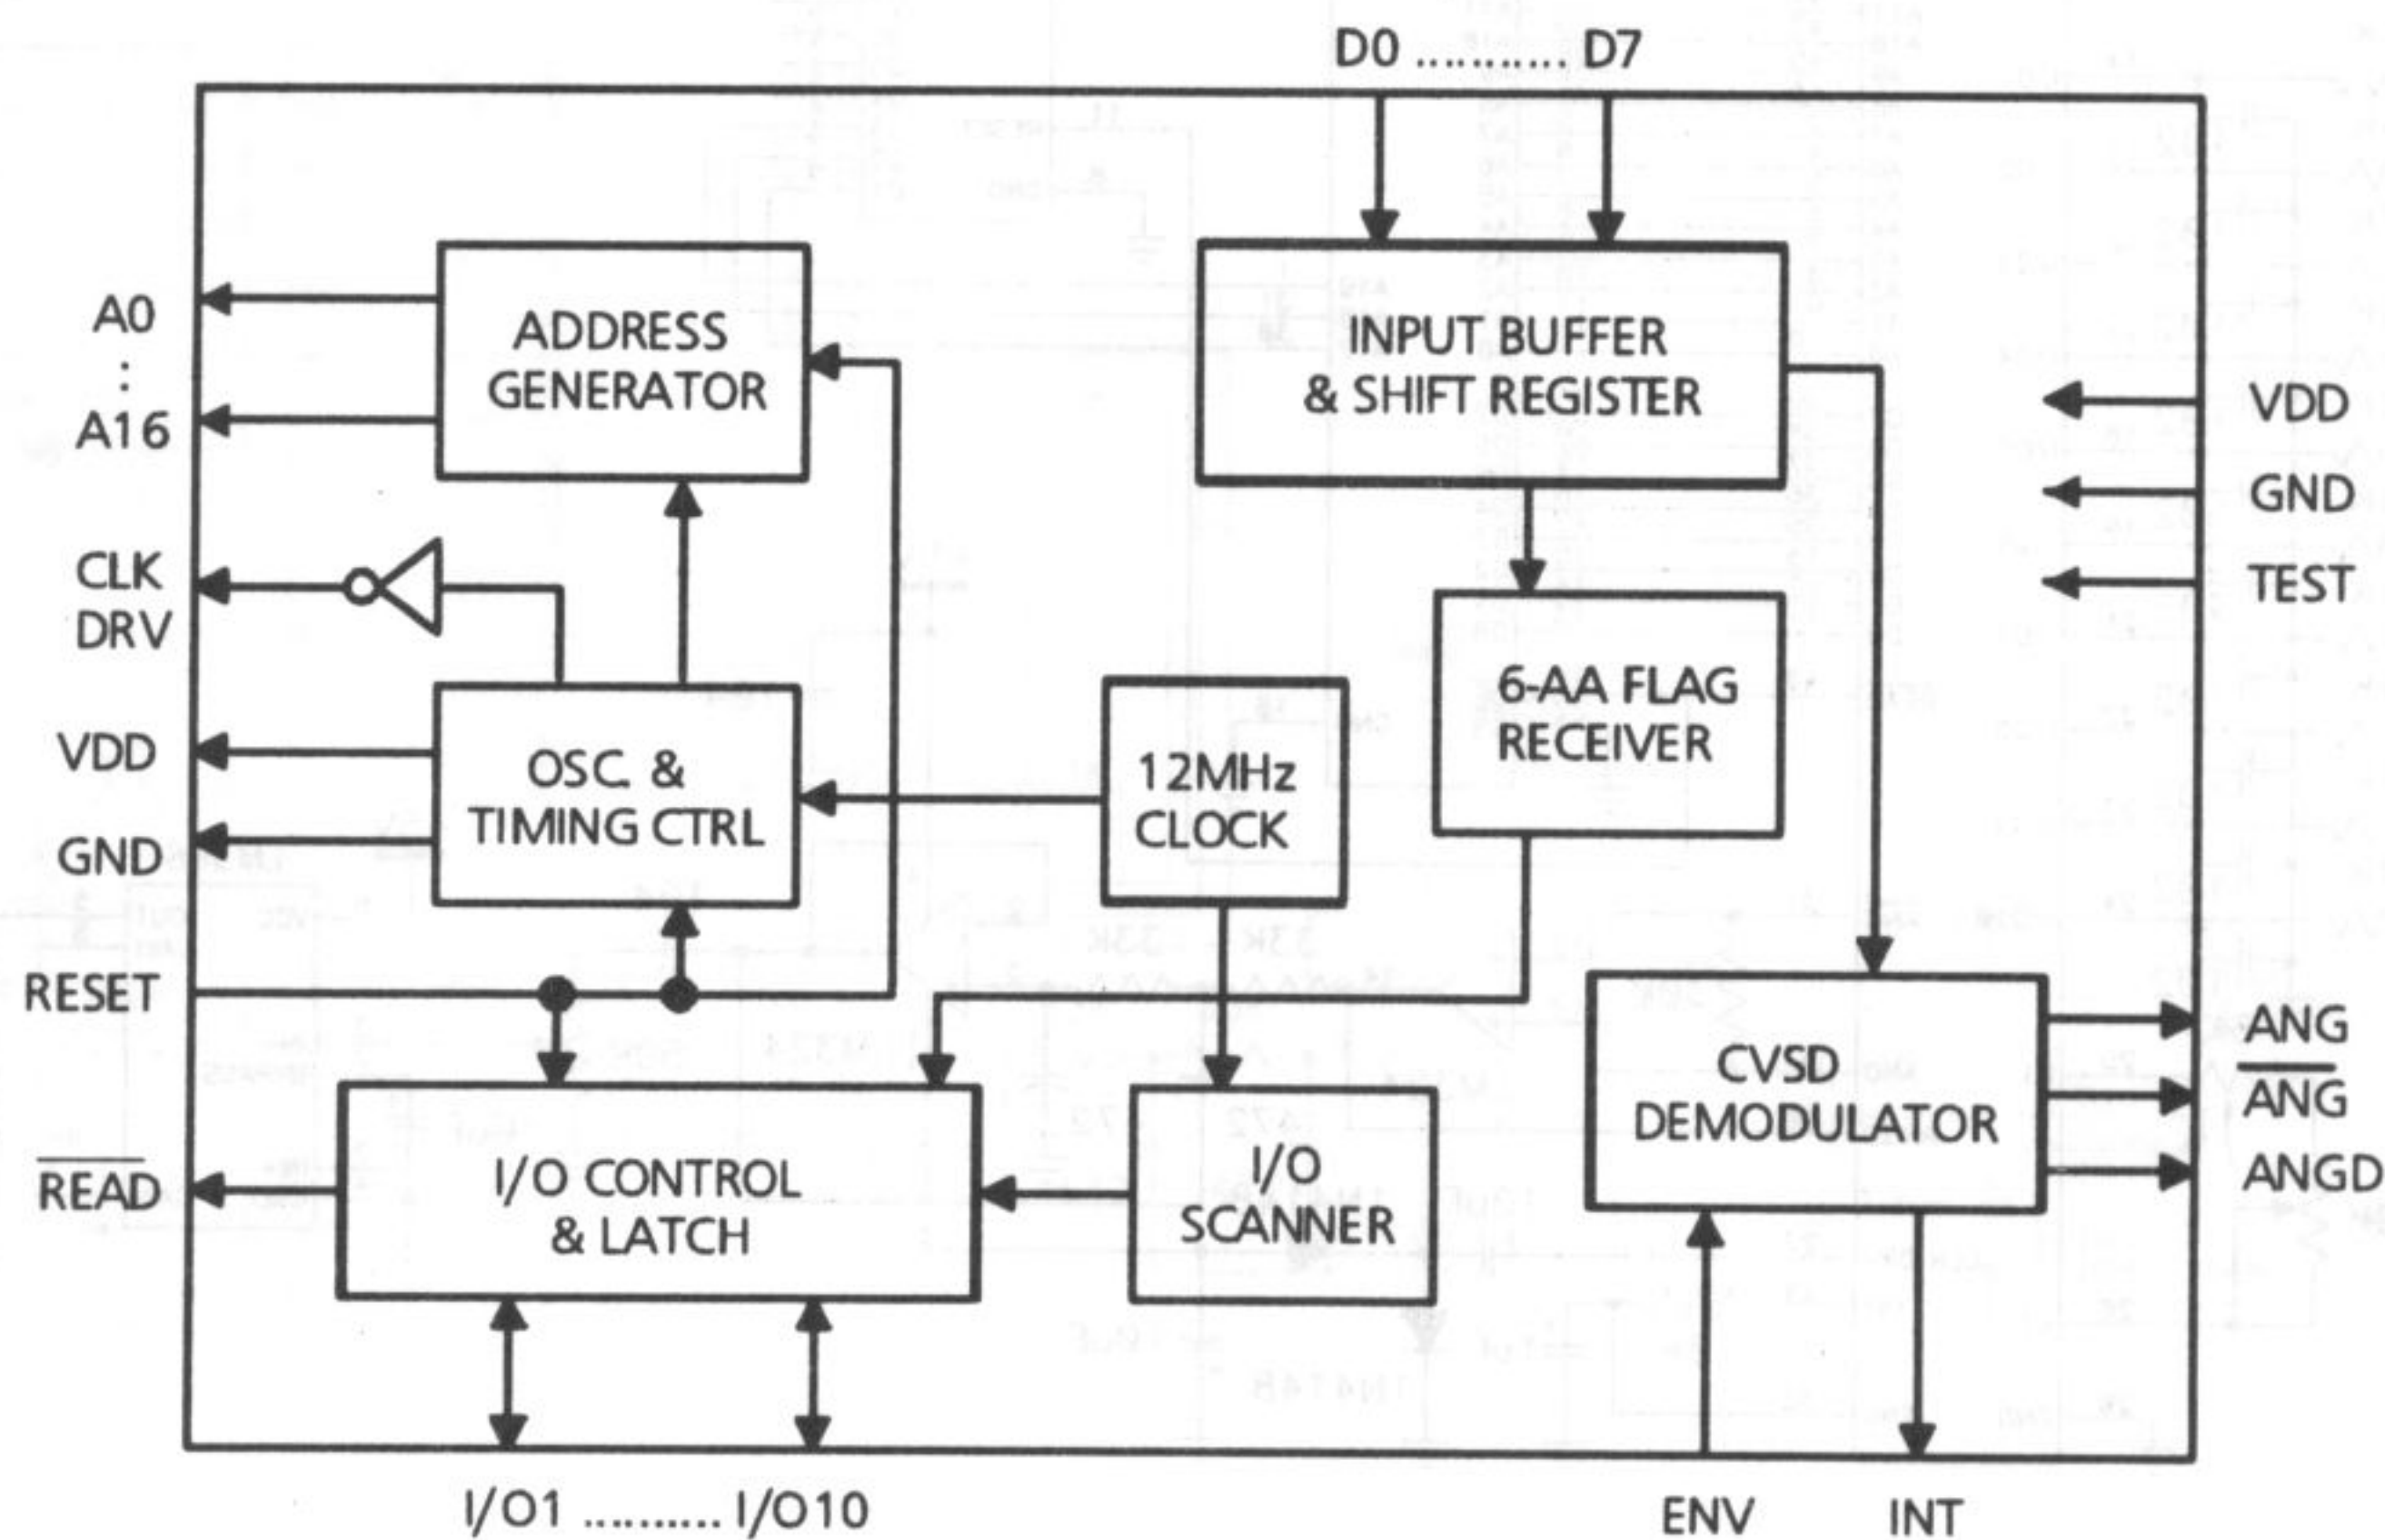 D0 ........... D7
A0
:
A16
ADDRESS
GENERATOR
INPUT BUFFER
& SHIFT REGISTER
VDD
GND
TEST
CLK
DRV
6-AA FLAG
RECEIVER
VDD
GND
OSC. &
TIMING CTRL
12MHz
CLOCK
RESET
READ
I/O CONTROL
& LATCH
I/O
SCANNER
CVSD
DEMODULATOR
ANG
ANG
ANGD
I/O1 .......... I/O10
ENV
INT